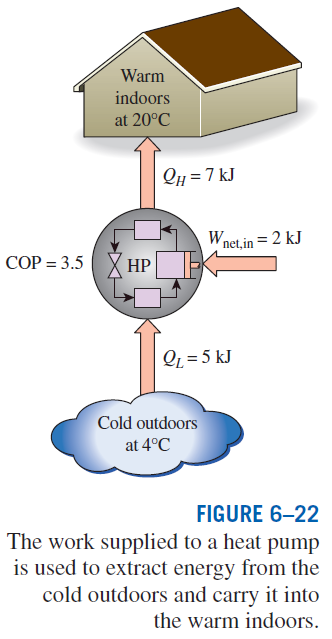 Warm
indoors
at 20°C
Q_H = 7 kJ
W_net,in = 2 kJ
COP = 3.5
HP
Q_L = 5 kJ
Cold outdoors
at 4°C
FIGURE 6–22
The work supplied to a heat pump
is used to extract energy from the
cold outdoors and carry it into
the warm indoors.